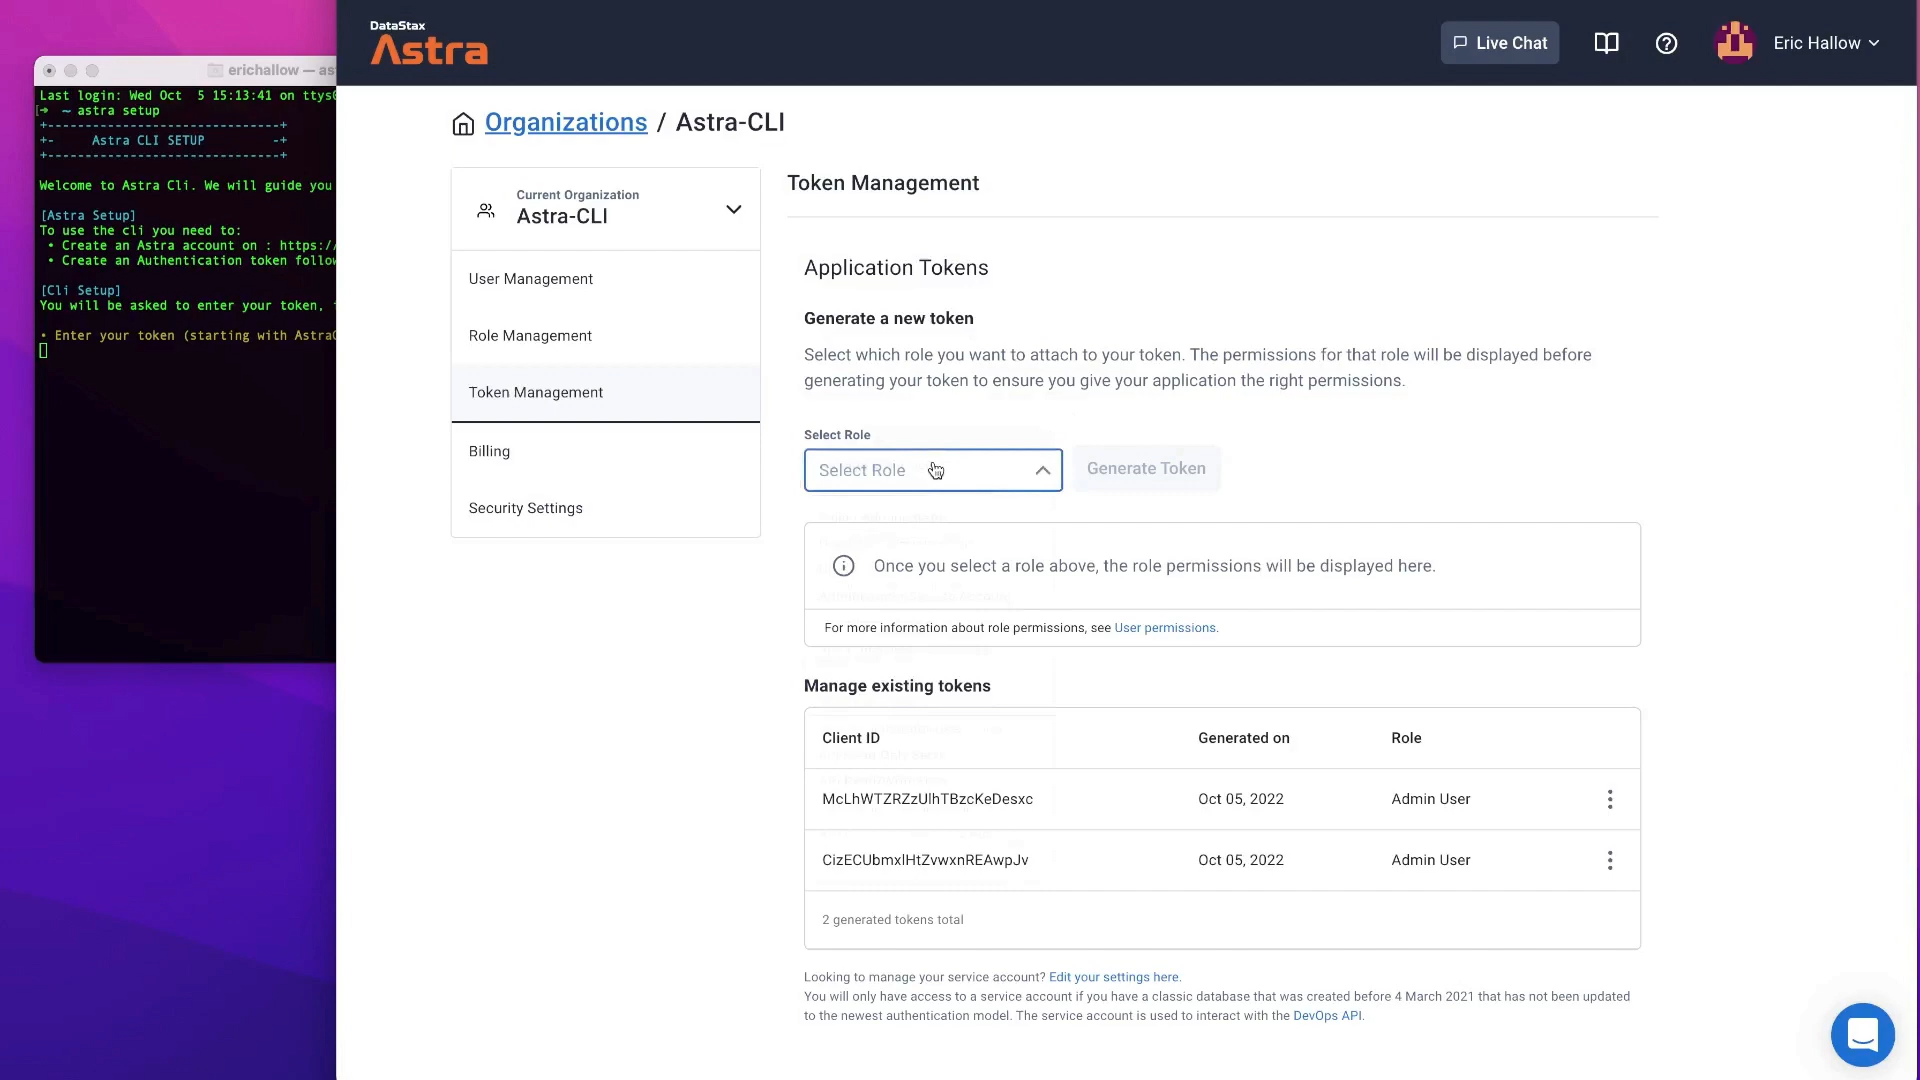 erichallow — as
Last login: Wed Oct  5 15:13:41 on ttys0
~ astra setup
+-------------------------------+
+-     Astra CLI SETUP     -+
+-------------------------------+
Welcome to Astra Cli. We will guide you
[Astra Setup]
To use the cli you need to:
• Create an Astra account on : https:/
• Create an Authentication token follow
[Cli Setup]
You will be asked to enter your token,
• Enter your token (starting with Astra
DataStax
Astra
Live Chat
Eric Hallow
Organizations / Astra-CLI
Current Organization
Astra-CLI
User Management
Role Management
Token Management
Billing
Security Settings
Token Management
Application Tokens
Generate a new token
Select which role you want to attach to your token. The permissions for that role will be displayed before
generating your token to ensure you give your application the right permissions.
Select Role
Select Role
Generate Token
Once you select a role above, the role permissions will be displayed here.
For more information about role permissions, see User permissions.
Manage existing tokens
Client ID Generated on Role
McLhWTZRZzUlhTBzcKeDesxc Oct 05, 2022 Admin User
CizECUbmxlHtZvwxnREAwpJv Oct 05, 2022 Admin User
2 generated tokens total
Looking to manage your service account? Edit your settings here.
You will only have access to a service account if you have a classic database that was created before 4 March 2021 that has not been updated
to the newest authentication model. The service account is used to interact with the DevOps API.